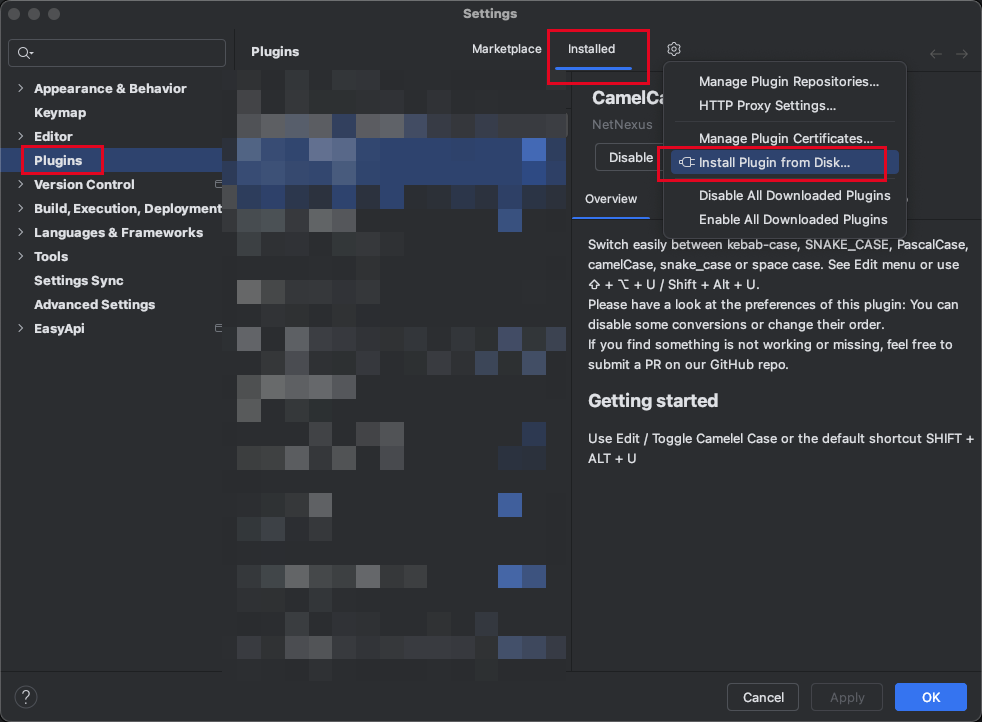 Settings
Plugins
Marketplace
Installed
Appearance & Behavior
Keymap
Editor
Plugins
Version Control
Build, Execution, Deployment
Languages & Frameworks
Tools
Settings Sync
Advanced Settings
EasyApi
CamelCa
NetNexus
Disable
Overview
Manage Plugin Repositories...
HTTP Proxy Settings...
Manage Plugin Certificates...
Install Plugin from Disk...
Disable All Downloaded Plugins
Enable All Downloaded Plugins
Switch easily between kebab-case, SNAKE_CASE, PascalCase,
camelCase, snake_case or space case. See Edit menu or use
⇧ + ⌥ + U / Shift + Alt + U.
Please have a look at the preferences of this plugin: You can
disable some conversions or change their order.
If you find something is not working or missing, feel free to
submit a PR on our GitHub repo.
Getting started
Use Edit / Toggle Camelel Case or the default shortcut SHIFT +
ALT + U
?
Cancel
Apply
OK